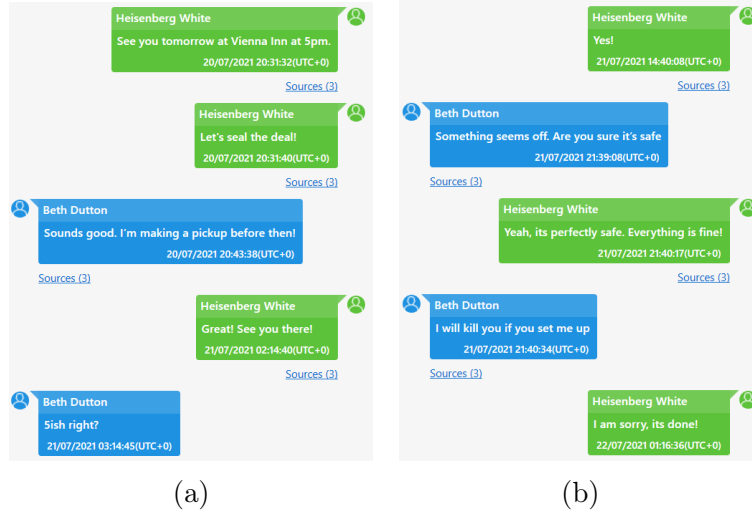 Heisenberg White
See you tomorrow at Vienna Inn at 5pm.
20/07/2021 20:31:32(UTC+0)
Sources (3)
Heisenberg White
Let's seal the deal!
20/07/2021 20:31:40(UTC+0)
Sources (3)
Beth Dutton
Sounds good. I'm making a pickup before then!
20/07/2021 20:43:38(UTC+0)
Sources (3)
Heisenberg White
Great! See you there!
21/07/2021 02:14:40(UTC+0)
Sources (3)
Beth Dutton
5ish right?
21/07/2021 03:14:45(UTC+0)
(a)
Heisenberg White
Yes!
21/07/2021 14:40:08(UTC+0)
Sources (3)
Beth Dutton
Something seems off. Are you sure it's safe
21/07/2021 21:39:08(UTC+0)
Sources (3)
Heisenberg White
Yeah, its perfectly safe. Everything is fine!
21/07/2021 21:40:17(UTC+0)
Sources (3)
Beth Dutton
I will kill you if you set me up
21/07/2021 21:40:34(UTC+0)
Sources (3)
Heisenberg White
I am sorry, its done!
22/07/2021 01:16:36(UTC+0)
(b)